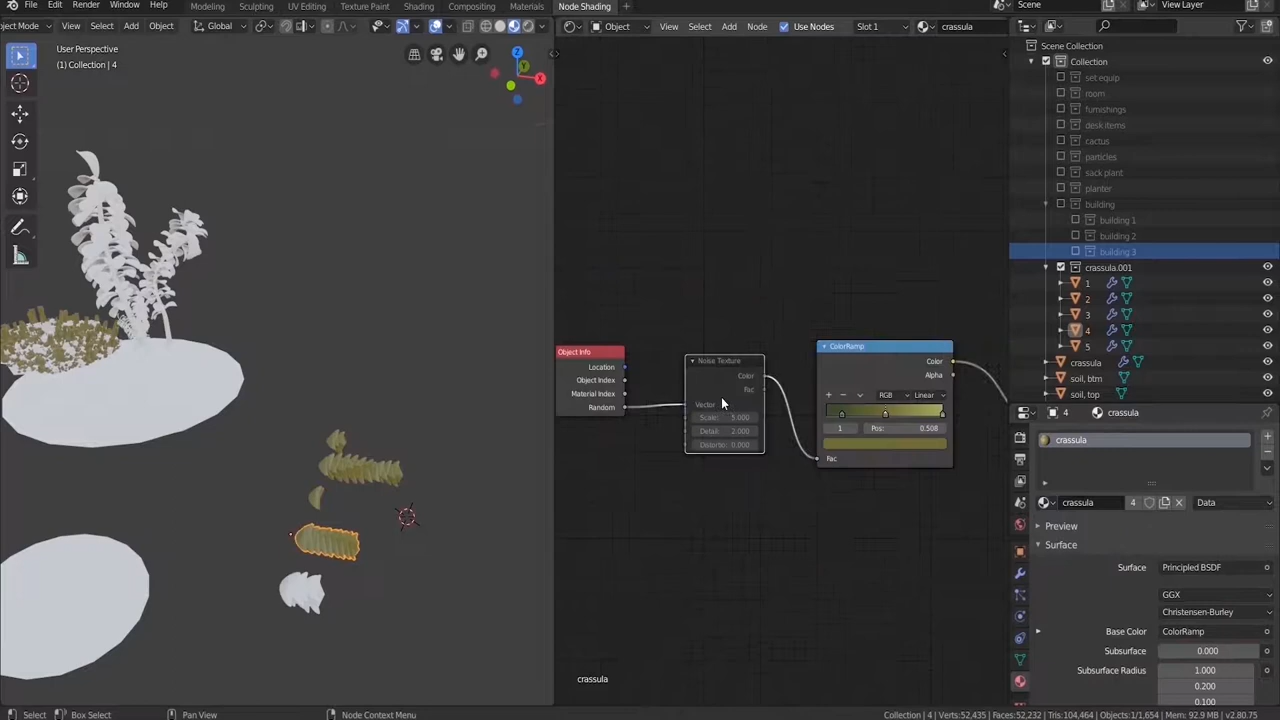 File Edit Render Window Help Modeling Sculpting UV Editing Texture Paint Shading Compositing Materials Node Shading Scene View Layer
ject Mode View Select Add Object Global Object View Select Add Node Use Nodes Slot 1 crassula
User Perspective
(1) Collection | 4
Z
Y
X
Scene Collection
Collection
set equip
room
furnishings
desk items
cactus
particles
sack plant
planter
building
building 1
building 2
building 3
crassula.001
1
2
3
4
5
crassula
soil, btm
soil, top
Object Info
Location
Object Index
Material Index
Random
Noise Texture
Color
Fac
Vector
Scale: 5.000
Detail: 2.000
Distortio: 0.000
ColorRamp
Color
Alpha
RGB Linear
1 Pos: 0.508
Fac
crassula
4 crassula
crassula
crassula 4 Data
Preview
Surface
Surface Principled BSDF
GGX
Christensen-Burley
Base Color ColorRamp
Subsurface 0.000
Subsurface Radius 1.000
0.200
0.100
Select Box Select Pan View Node Context Menu Collection | 4 | Verts:52,435 | Faces:52,232 | Tris:104,464 | Objects:1/1,654 | Mem: 92.9 MB | v2.80.75